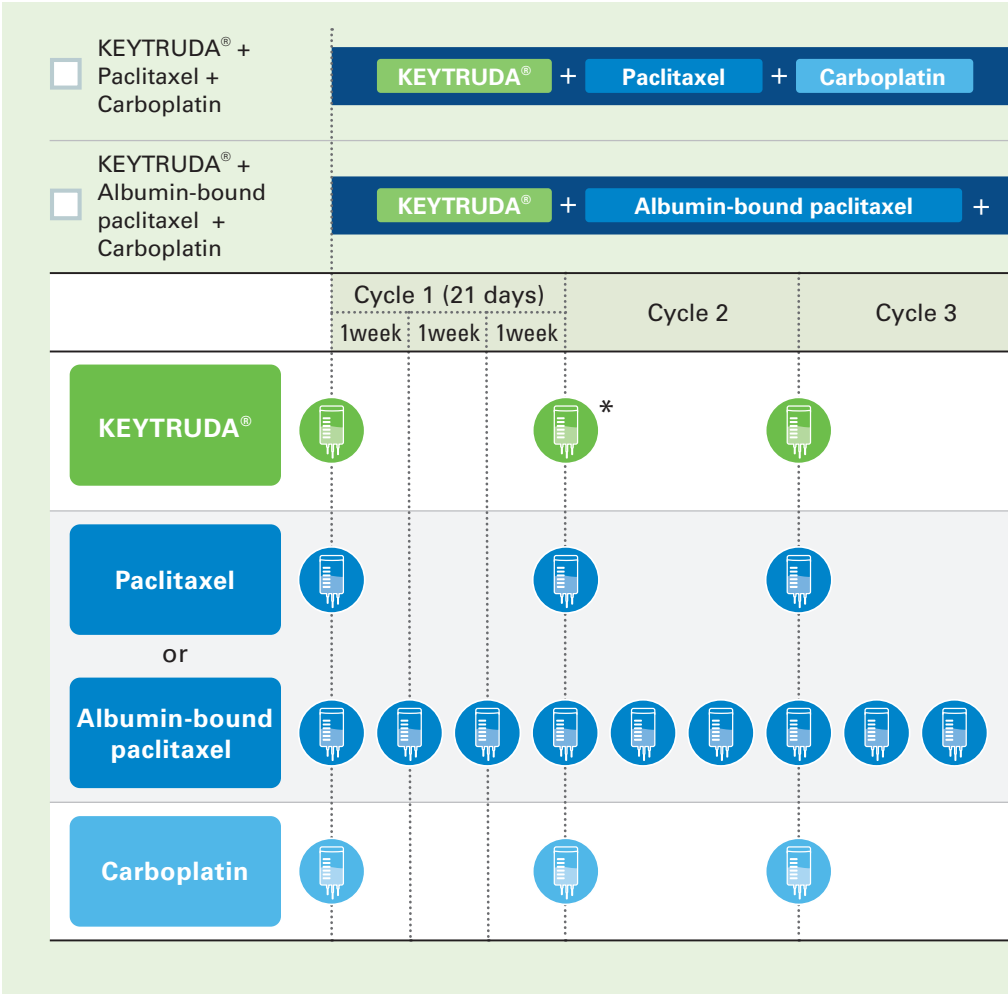 KEYTRUDA® +
Paclitaxel +
Carboplatin
KEYTRUDA® + Paclitaxel + Carboplatin
KEYTRUDA® +
Albumin-bound
paclitaxel +
Carboplatin
KEYTRUDA® + Albumin-bound paclitaxel +
Cycle 1 (21 days)
1week 1week 1week
Cycle 2
Cycle 3
KEYTRUDA®
*
Paclitaxel
or
Albumin-bound
paclitaxel
Carboplatin